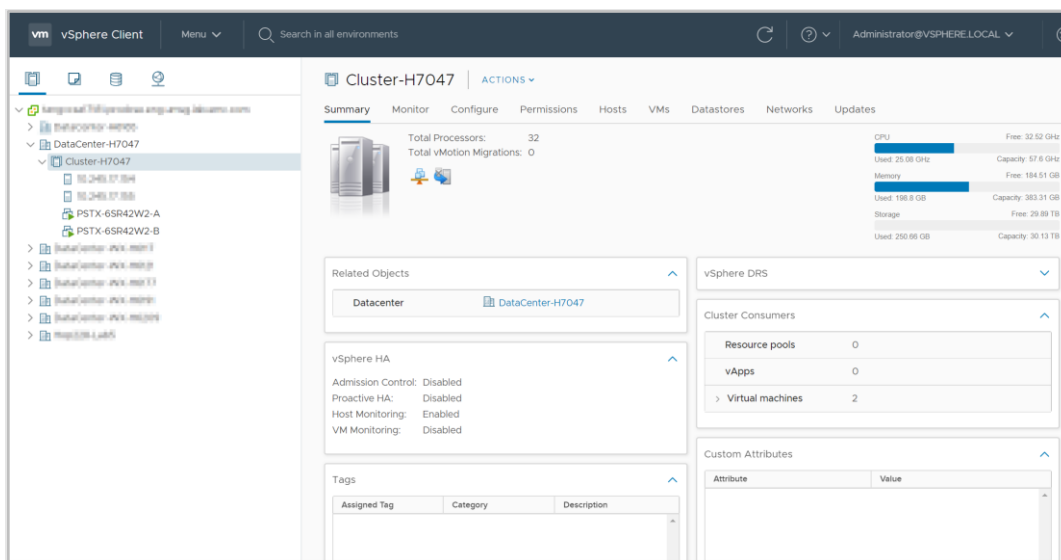 vm vSphere Client Menu Search in all environments Administrator@VSPHERE.LOCAL
Cluster-H7047 ACTIONS
Summary Monitor Configure Permissions Hosts VMs Datastores Networks Updates
DataCenter-H7047
Cluster-H7047
PSTX-6SR42W2-A
PSTX-6SR42W2-B
Total Processors: 32
Total vMotion Migrations: 0
CPU Free: 32.52 GHz
Used: 25.08 GHz Capacity: 57.6 GHz
Memory Free: 184.51 GB
Used: 198.8 GB Capacity: 383.31 GB
Storage Free: 29.89 TB
Used: 250.66 GB Capacity: 30.13 TB
Related Objects
Datacenter DataCenter-H7047
vSphere HA
Admission Control: Disabled
Proactive HA: Disabled
Host Monitoring: Enabled
VM Monitoring: Disabled
Tags
Assigned Tag Category Description
vSphere DRS
Cluster Consumers
Resource pools 0
vApps 0
Virtual machines 2
Custom Attributes
Attribute Value